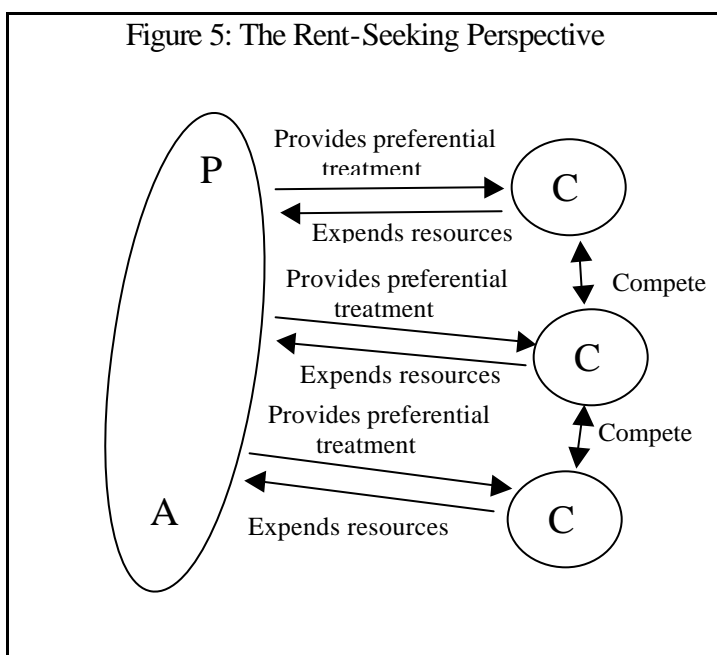 Figure 5: The Rent-Seeking Perspective
P
Provides preferential
treatment
C
Expends resources
Compete
Provides preferential
treatment
C
Expends resources
Compete
Provides preferential
treatment
A
C
Expends resources